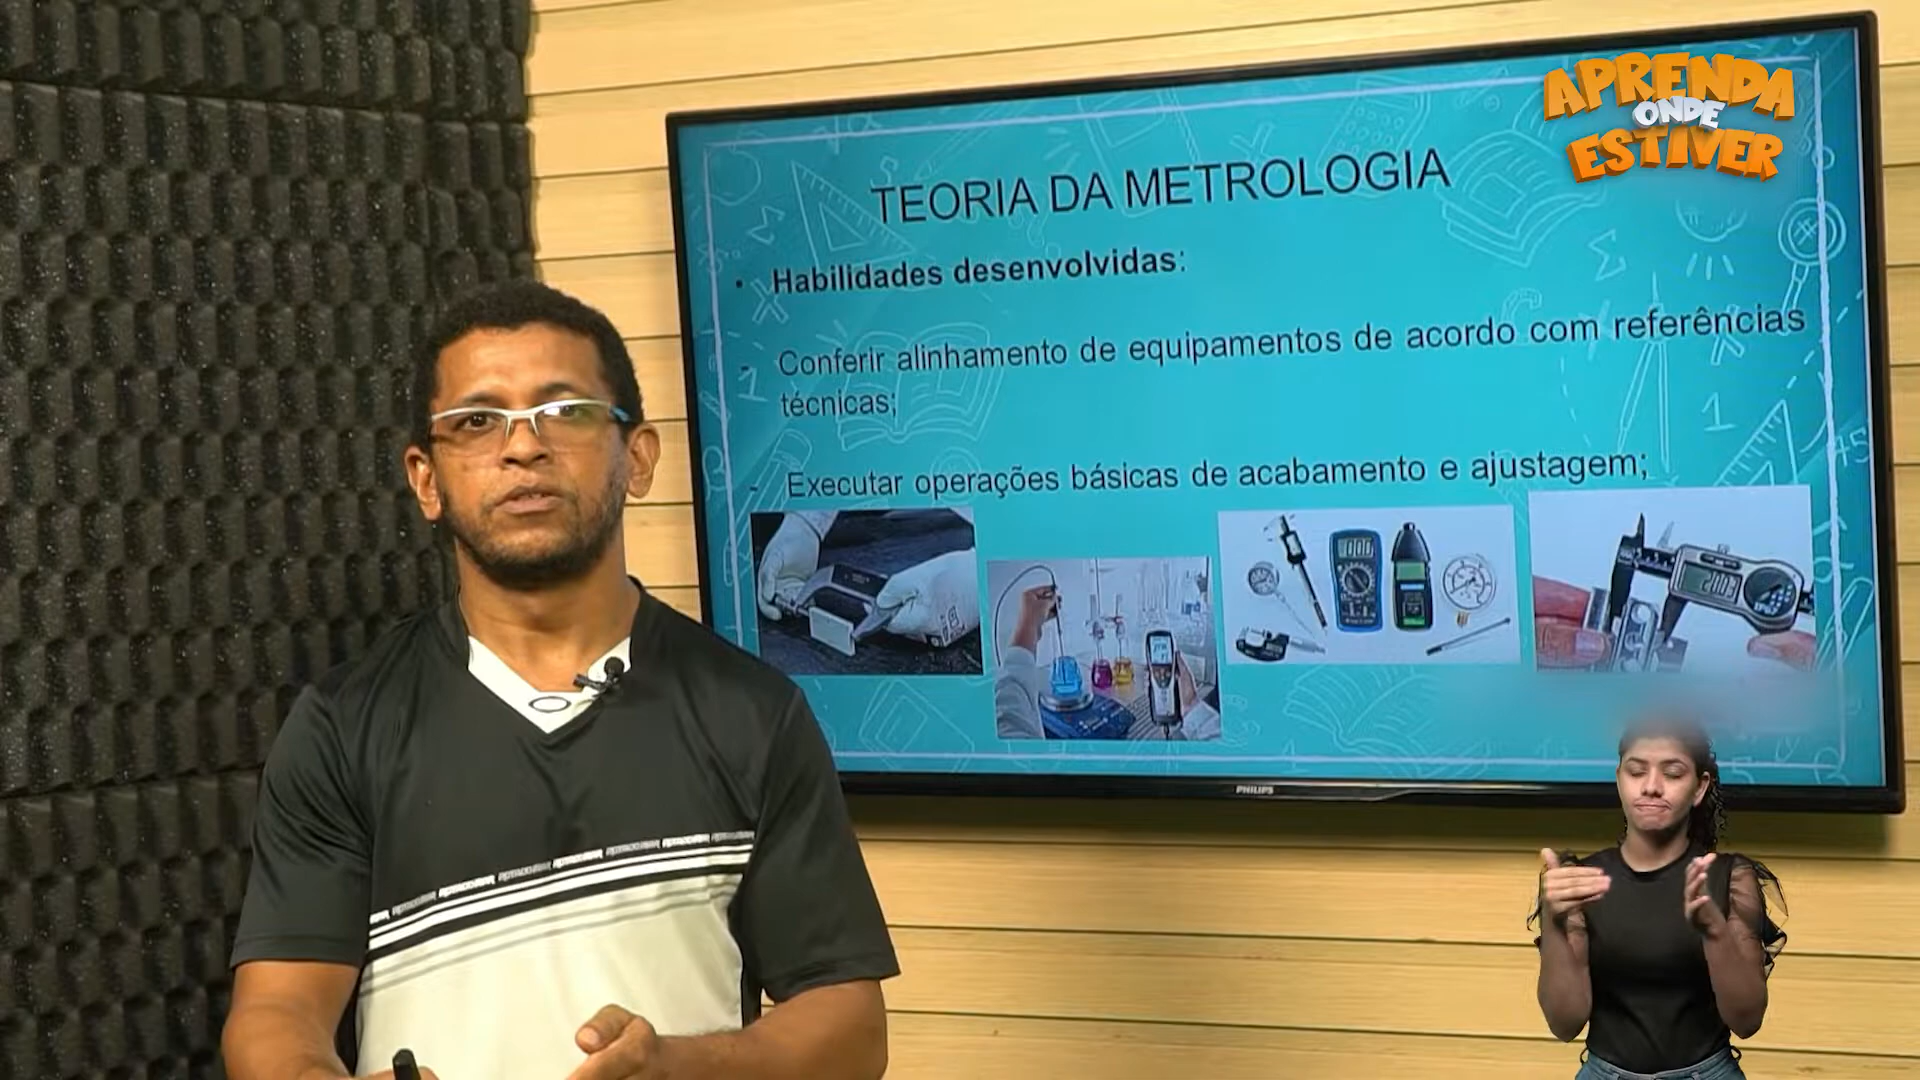 APRENDA
ONDE
ESTIVER
TEORIA DA METROLOGIA
• Habilidades desenvolvidas:
- Conferir alinhamento de equipamentos de acordo com referências
técnicas;
- Executar operações básicas de acabamento e ajustagem;
PHILIPS